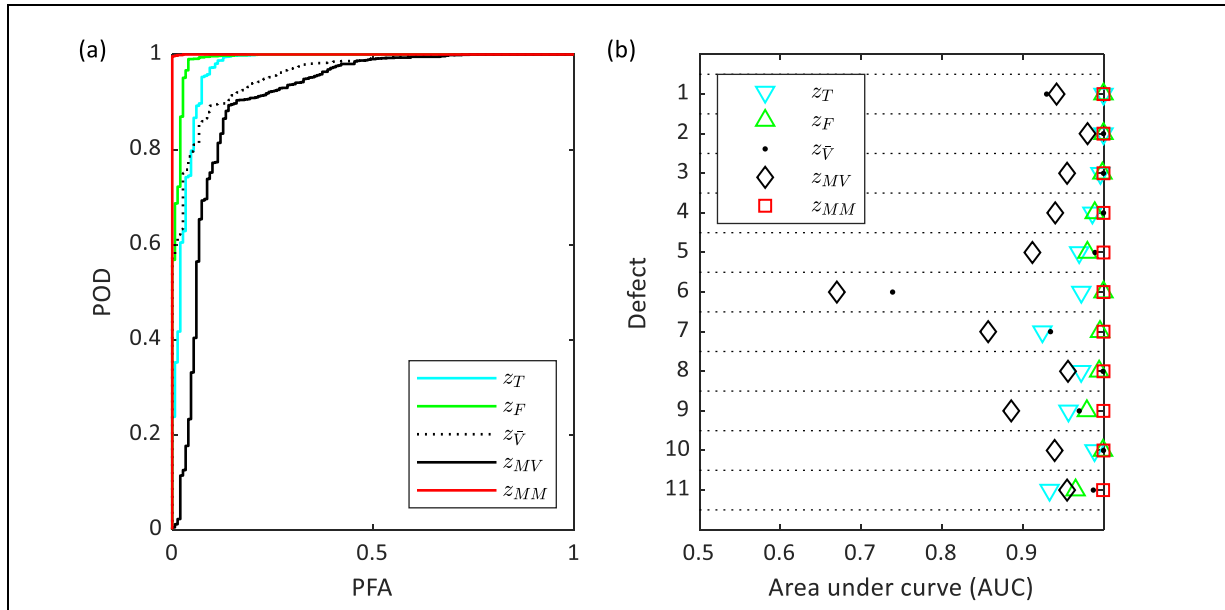 (a)
1
0.8
0.6
0.4
0.2
0
POD
0 0.5 1
PFA
z_T
z_F
z_V̄
z_MV
z_MM
(b)
1
2
3
4
5
6
7
8
9
10
11
Defect
0.5 0.6 0.7 0.8 0.9
Area under curve (AUC)
z_T
z_F
z_V̄
z_MV
z_MM